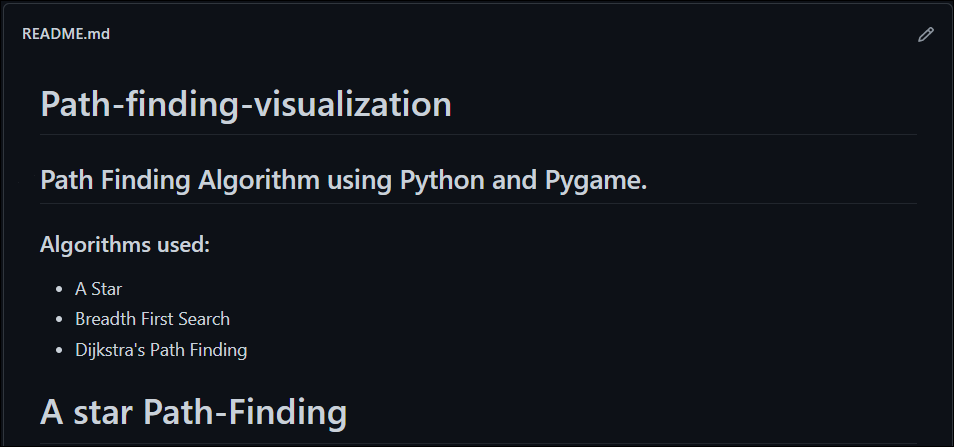 README.md
Path-finding-visualization
Path Finding Algorithm using Python and Pygame.
Algorithms used:
A Star
Breadth First Search
Dijkstra's Path Finding
A star Path-Finding